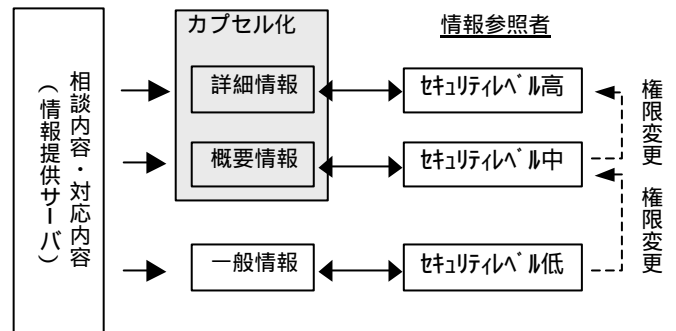 カプセル化
情報参照者
相談内容・対応内容
(情報提供サーバ)
詳細情報
セキュリティレベル高
概要情報
セキュリティレベル中
一般情報
セキュリティレベル低
権限変更
権限変更